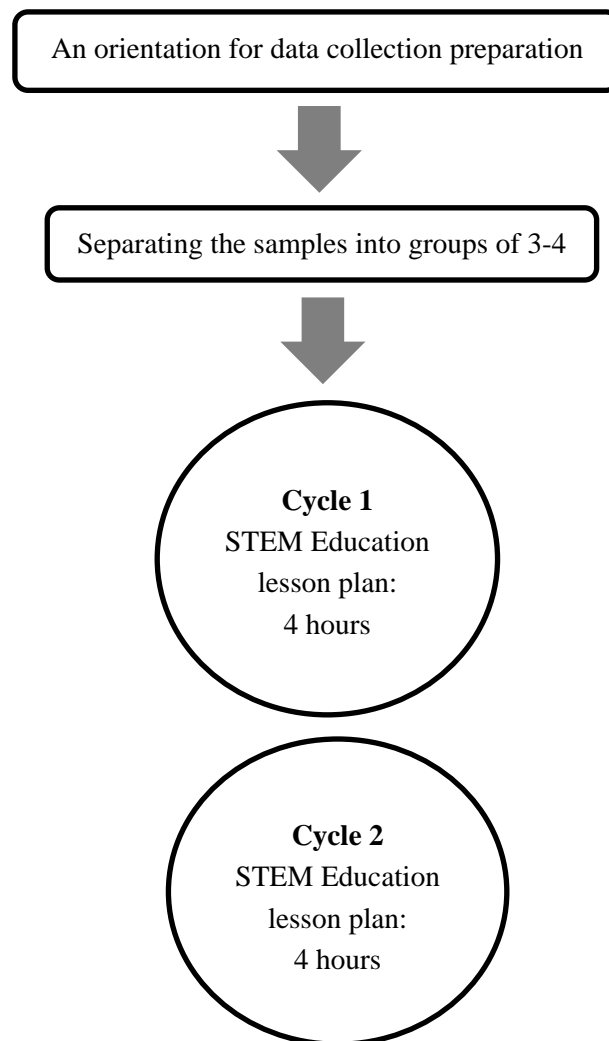 An orientation for data collection preparation
Separating the samples into groups of 3-4
Cycle 1
STEM Education
lesson plan:
4 hours
Cycle 2
STEM Education
lesson plan:
4 hours